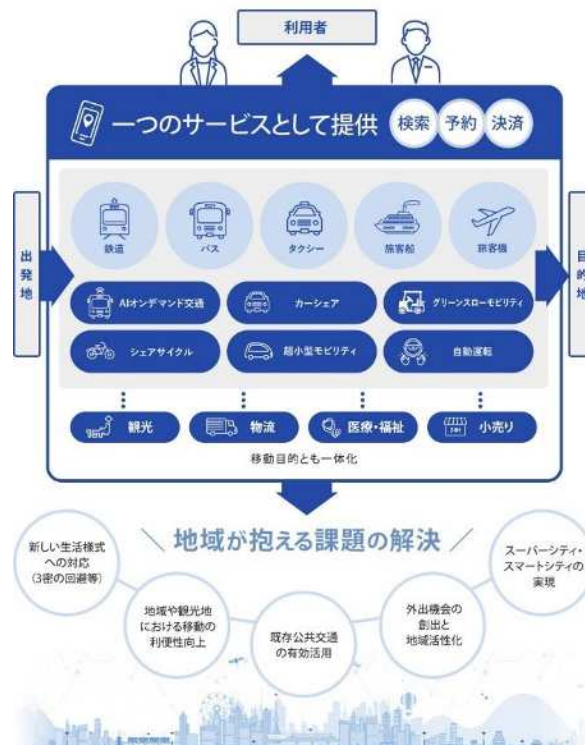 利用者
一つのサービスとして提供
検索
予約
決済
出発地
目的地
鉄道
バス
タクシー
旅客船
旅客機
AIオンデマンド交通
カーシェア
グリーンスローモビリティ
シェアサイクル
超小型モビリティ
自動運転
観光
物流
医療・福祉
小売り
移動目的とも一体化
地域が抱える課題の解決
新しい生活様式
への対応
(3密の回避等)
地域や観光地
における移動の
利便性向上
既存公共交通
の有効活用
外出機会の
創出と
地域活性化
スーパーシティ・
スマートシティの
実現